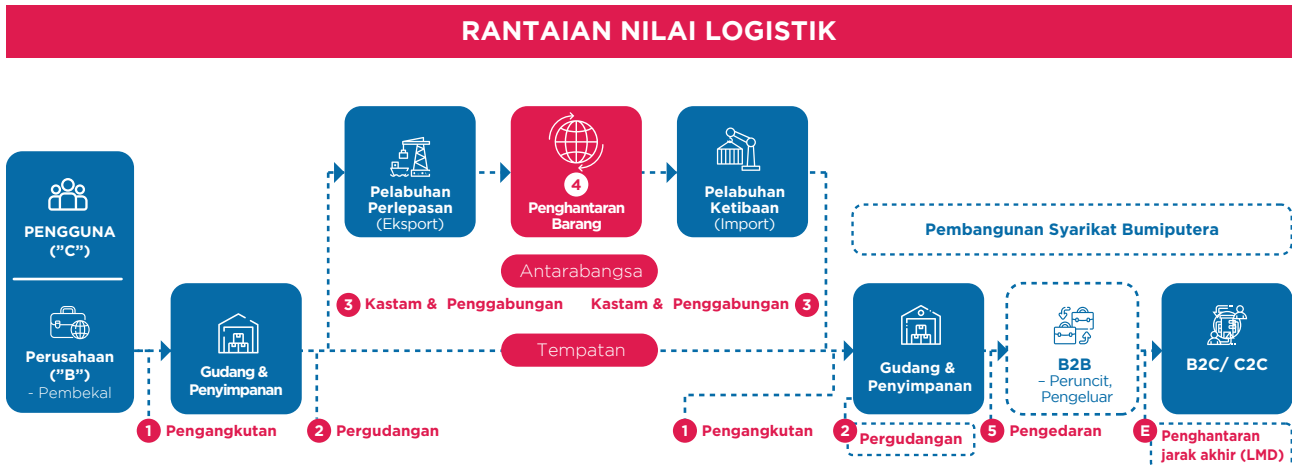 RANTAIAN NILAI LOGISTIK
PENGGUNA
("C")
Perusahaan
("B")
- Pembekal
1 Pengangkutan
Gudang &
Penyimpanan
2 Pergudangan
Pelabuhan
Perlepasan
(Eksport)
4
Penghantaran
Barang
Pelabuhan
Ketibaan
(Import)
Antarabangsa
3 Kastam & Penggabungan
Kastam & Penggabungan 3
Tempatan
1 Pengangkutan
Pembangunan Syarikat Bumiputera
Gudang &
Penyimpanan
2 Pergudangan
B2B
– Peruncit,
Pengeluar
5 Pengedaran
B2C/ C2C
E Penghantaran
jarak akhir (LMD)